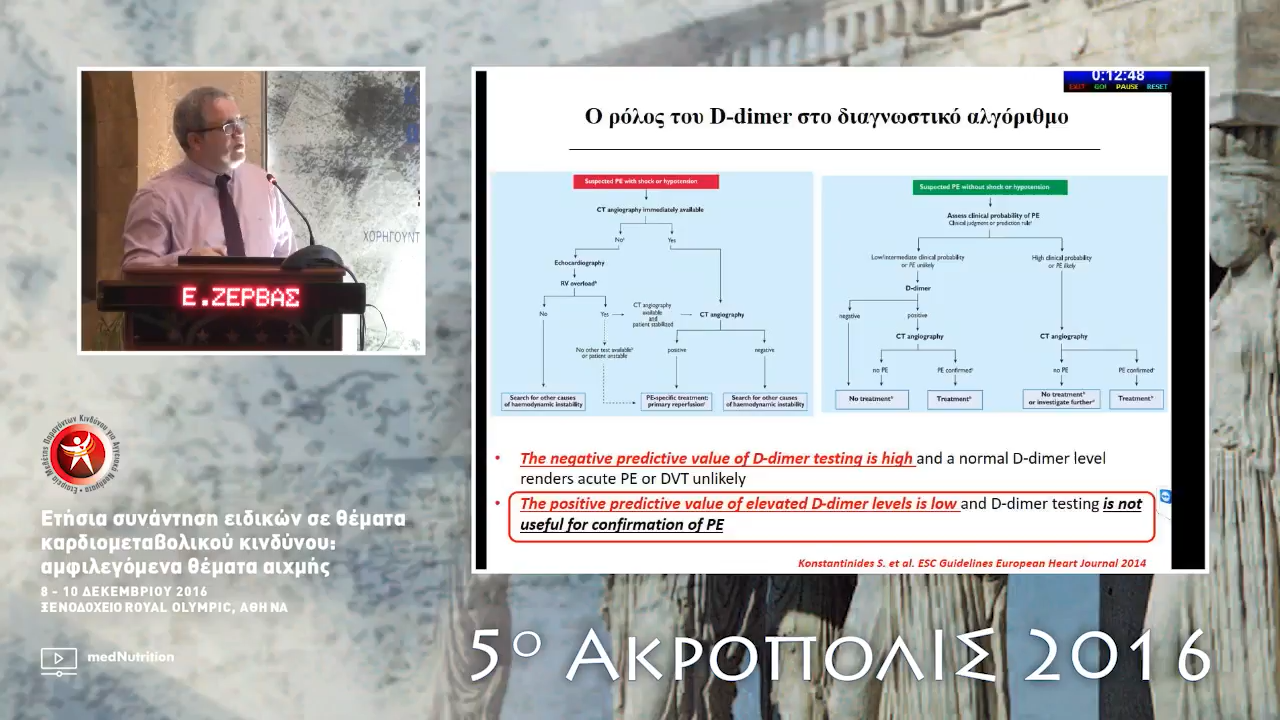 0:12:48
EXIT GO! PAUSE RESET
Ο ρόλος του D-dimer στο διαγνωστικό αλγόριθμο
Suspected PE with shock or hypotension
CT angiography immediately available
No
Yes
Echocardiography
RV overload
No
Yes
CT angiography
available
and
patient stabilized
CT angiography
No other test available
or patient unstable
positive
negative
Search for other causes
of haemodynamic instability
PE-specific treatment:
primary reperfusion
Search for other causes
of haemodynamic instability
Suspected PE without shock or hypotension
Assess clinical probability of PE
Clinical judgment or prediction rule
Low/intermediate clinical probability
or PE unlikely
High clinical probability
or PE likely
D-dimer
negative
positive
CT angiography
CT angiography
no PE
PE confirmed
no PE
PE confirmed
No treatment
Treatment
No treatment
or investigate further
Treatment
• The negative predictive value of D-dimer testing is high and a normal D-dimer level
renders acute PE or DVT unlikely
• The positive predictive value of elevated D-dimer levels is low and D-dimer testing is not
useful for confirmation of PE
Konstantinides S. et al. ESC Guidelines European Heart Journal 2014
ΧΟΡΗΓΟΥΝΤ
Ε.ΖΕΡΒΑΣ
Ετήσια συνάντηση ειδικών σε θέματα
καρδιομεταβολικού κινδύνου:
αμφιλεγόμενα θέματα αιχμής
8 - 10 ΔΕΚΕΜΒΡΙΟΥ 2016
ΞΕΝΟΔΟΧΕΙΟ ROYAL OLYMPIC, ΑΘΗΝΑ
medNutrition
5ο ΑΚΡΟΠΟΛΙΣ 2016